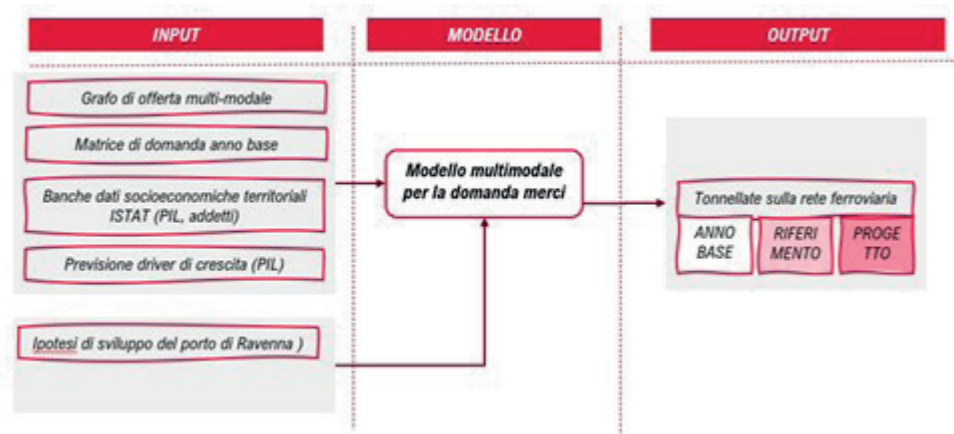 INPUT
MODELLO
OUTPUT
Grafo di offerta multi-modale
Matrice di domanda anno base
Banche dati socioeconomiche territoriali
ISTAT (PIL, addetti)
Previsione driver di crescita (PIL)
Ipotesi di sviluppo del porto di Ravenna )
Modello multimodale
per la domanda merci
Tonnellate sulla rete ferroviaria
ANNO
BASE
RIFERI
MENTO
PROGE
TTO